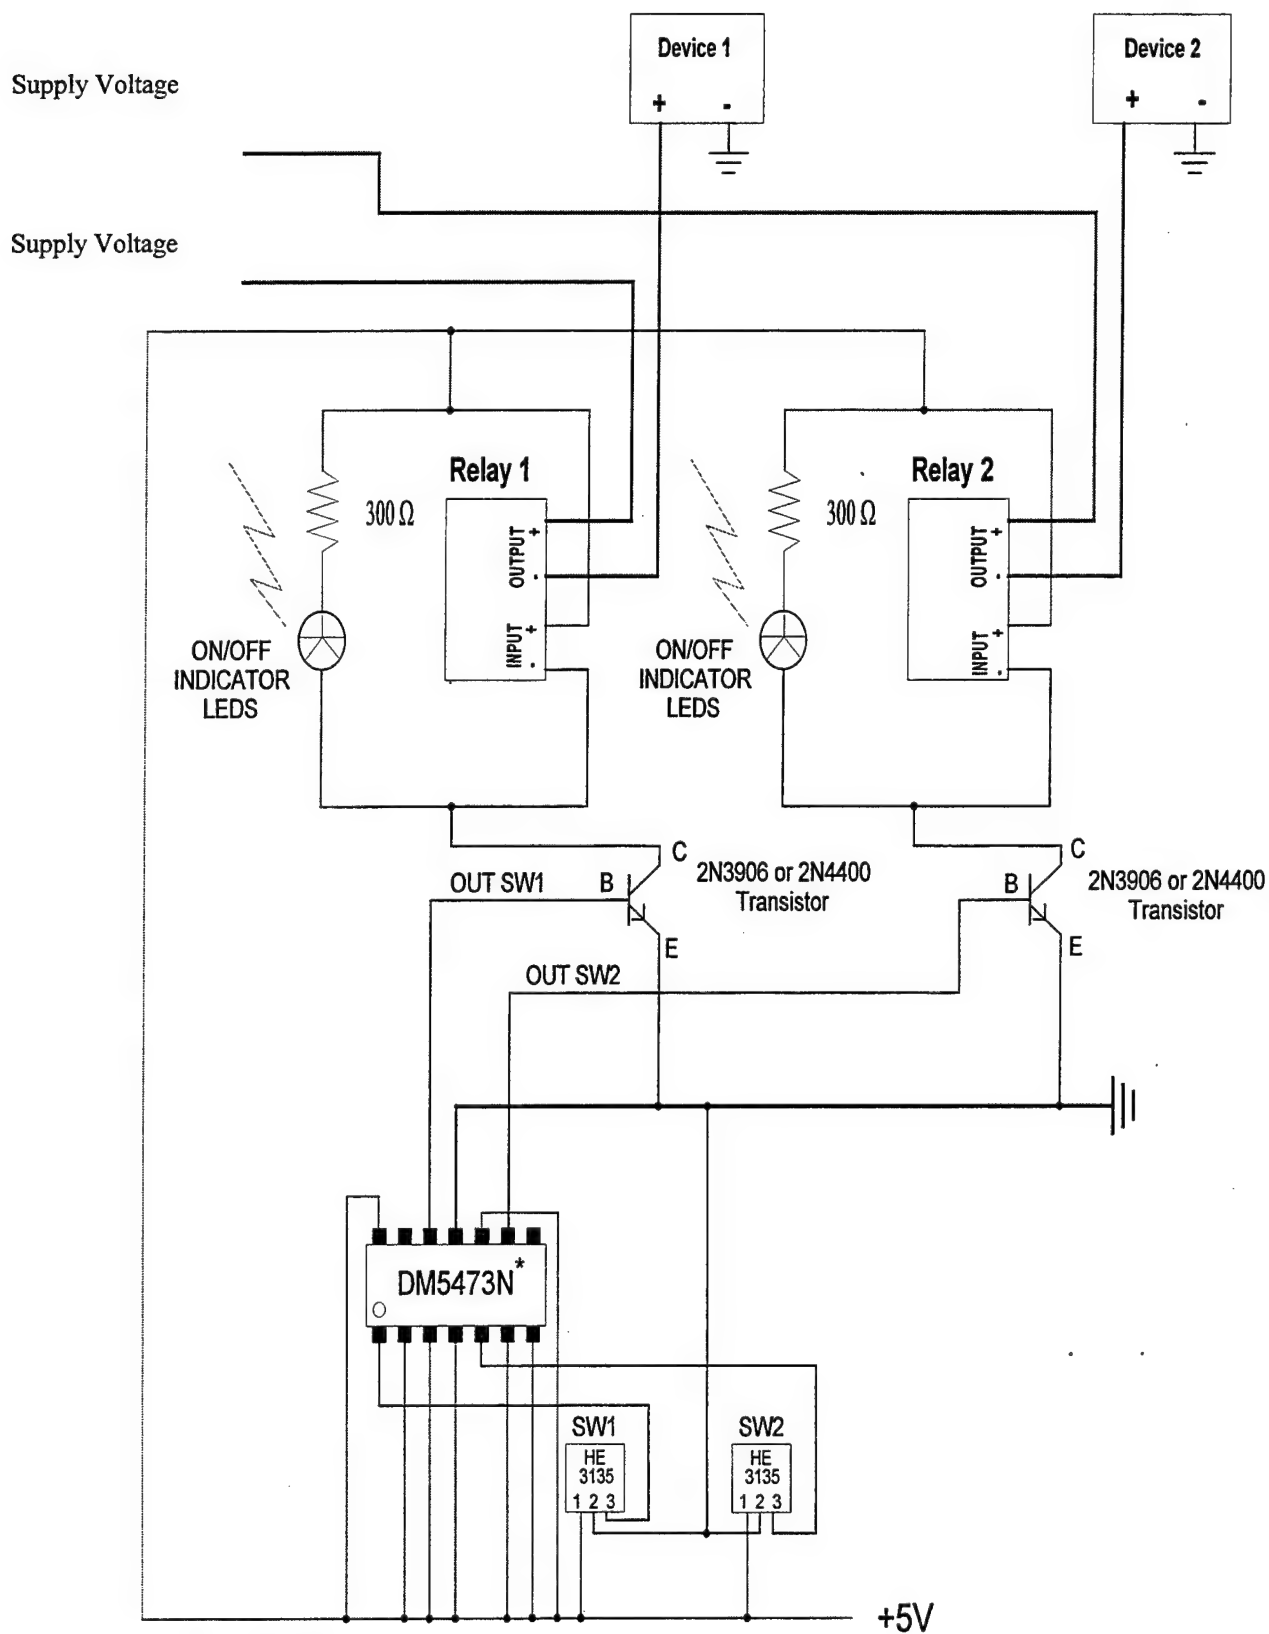 Device 1
+ -
Device 2
+ -
Supply Voltage
Supply Voltage
Relay 1
300 Ω
OUTPUT
+
-
INPUT
+
-
ON/OFF
INDICATOR
LEDS
Relay 2
300 Ω
OUTPUT
+
-
INPUT
+
-
ON/OFF
INDICATOR
LEDS
C
2N3906 or 2N4400
Transistor
OUT SW1
B
E
C
2N3906 or 2N4400
Transistor
B
E
OUT SW2
DM5473N*
SW1
HE
3135
1 2 3
SW2
HE
3135
1 2 3
+5V